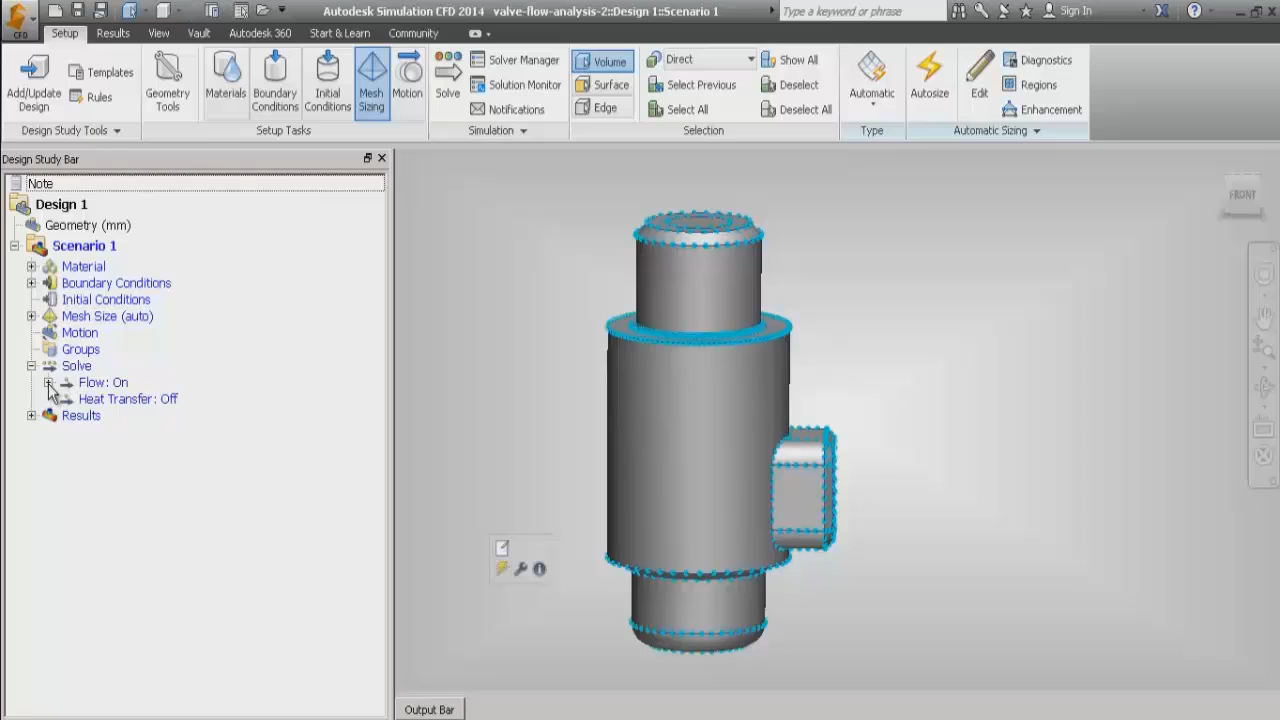 Autodesk Simulation CFD 2014 valve-flow-analysis-2::Design 1::Scenario 1
Type a keyword or phrase
Sign In
CFD
Setup Results View Vault Autodesk 360 Start & Learn Community
Add/Update Design
Templates
Rules
Geometry Tools
Materials
Boundary Conditions
Initial Conditions
Mesh Sizing
Motion
Solve
Solver Manager
Solution Monitor
Notifications
Volume
Surface
Edge
Direct
Select Previous
Select All
Show All
Deselect
Deselect All
Automatic
Autosize
Edit
Diagnostics
Regions
Enhancement
Design Study Tools
Setup Tasks
Simulation
Selection
Type
Automatic Sizing
Design Study Bar
Note
Design 1
Geometry (mm)
Scenario 1
Material
Boundary Conditions
Initial Conditions
Mesh Size (auto)
Motion
Groups
Solve
Flow: On
Heat Transfer: Off
Results
FRONT
Output Bar